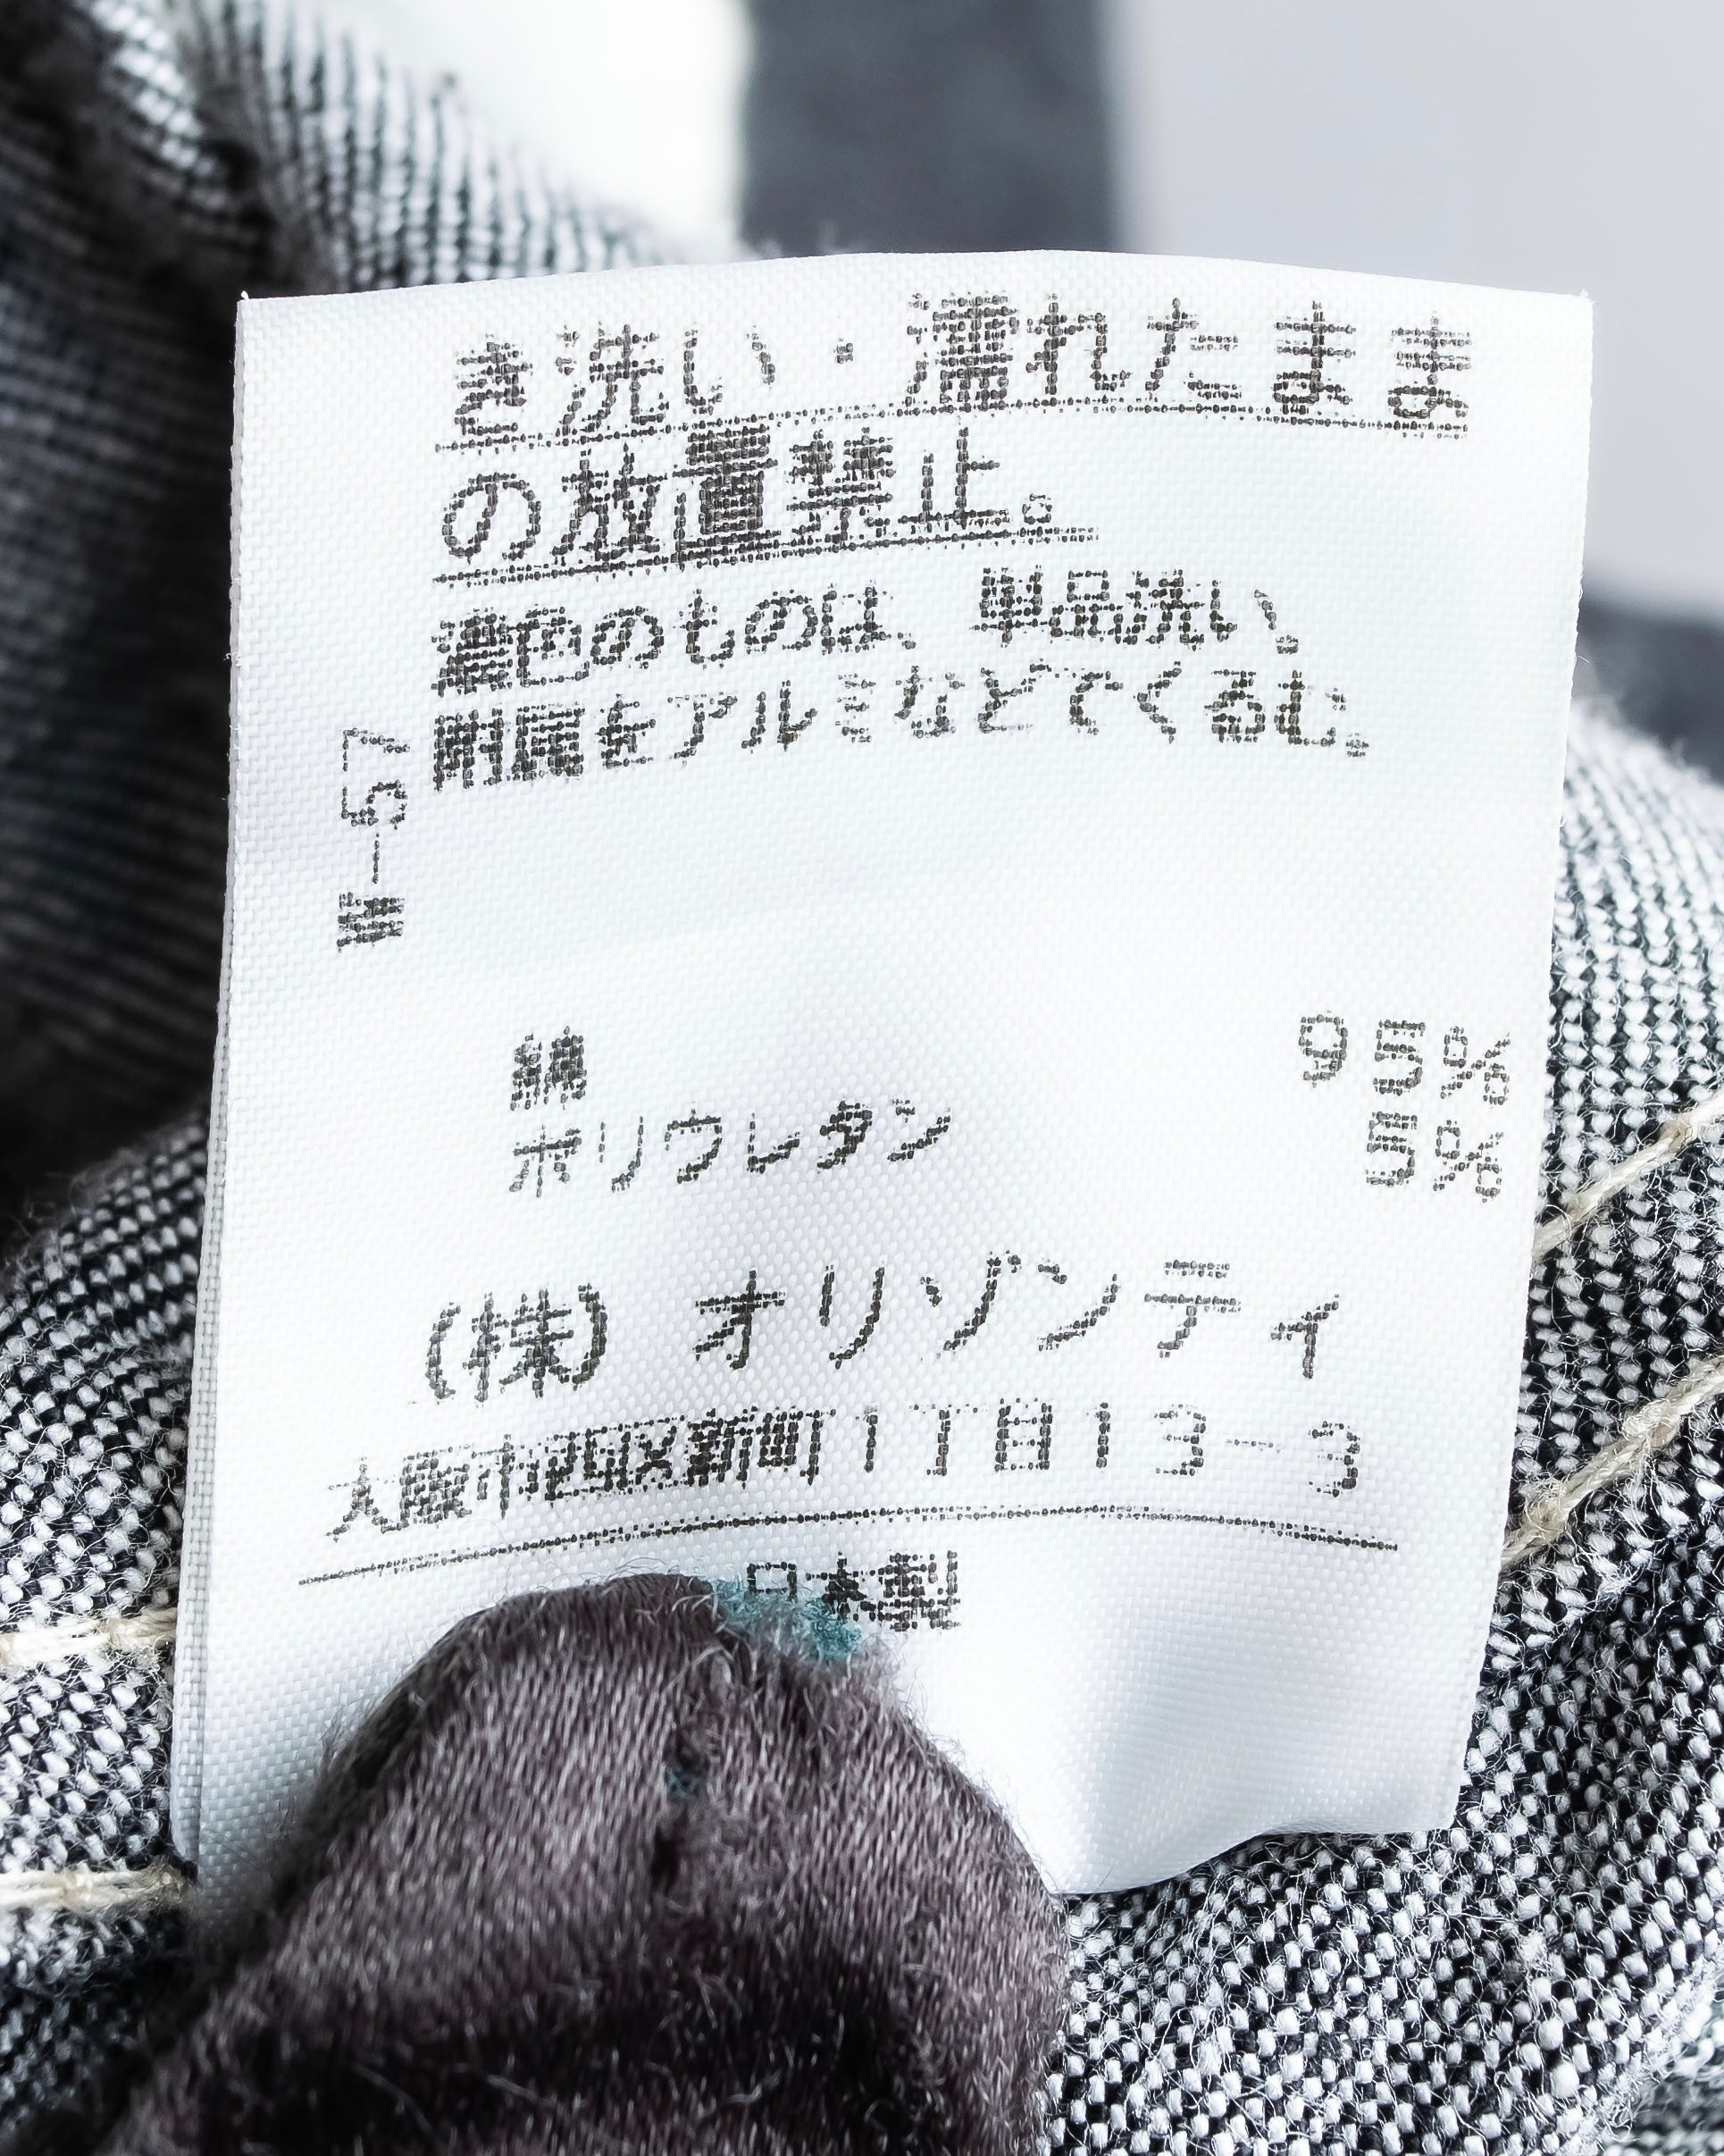 き洗い・濡れたまま
の放置禁止。
濃色のものは、単品洗い、
附属をアルミなどでくるむ。
綿 95%
ポリウレタン 5%
(株) オリゾンティ
大阪市西区新町1丁目13-3
日本製